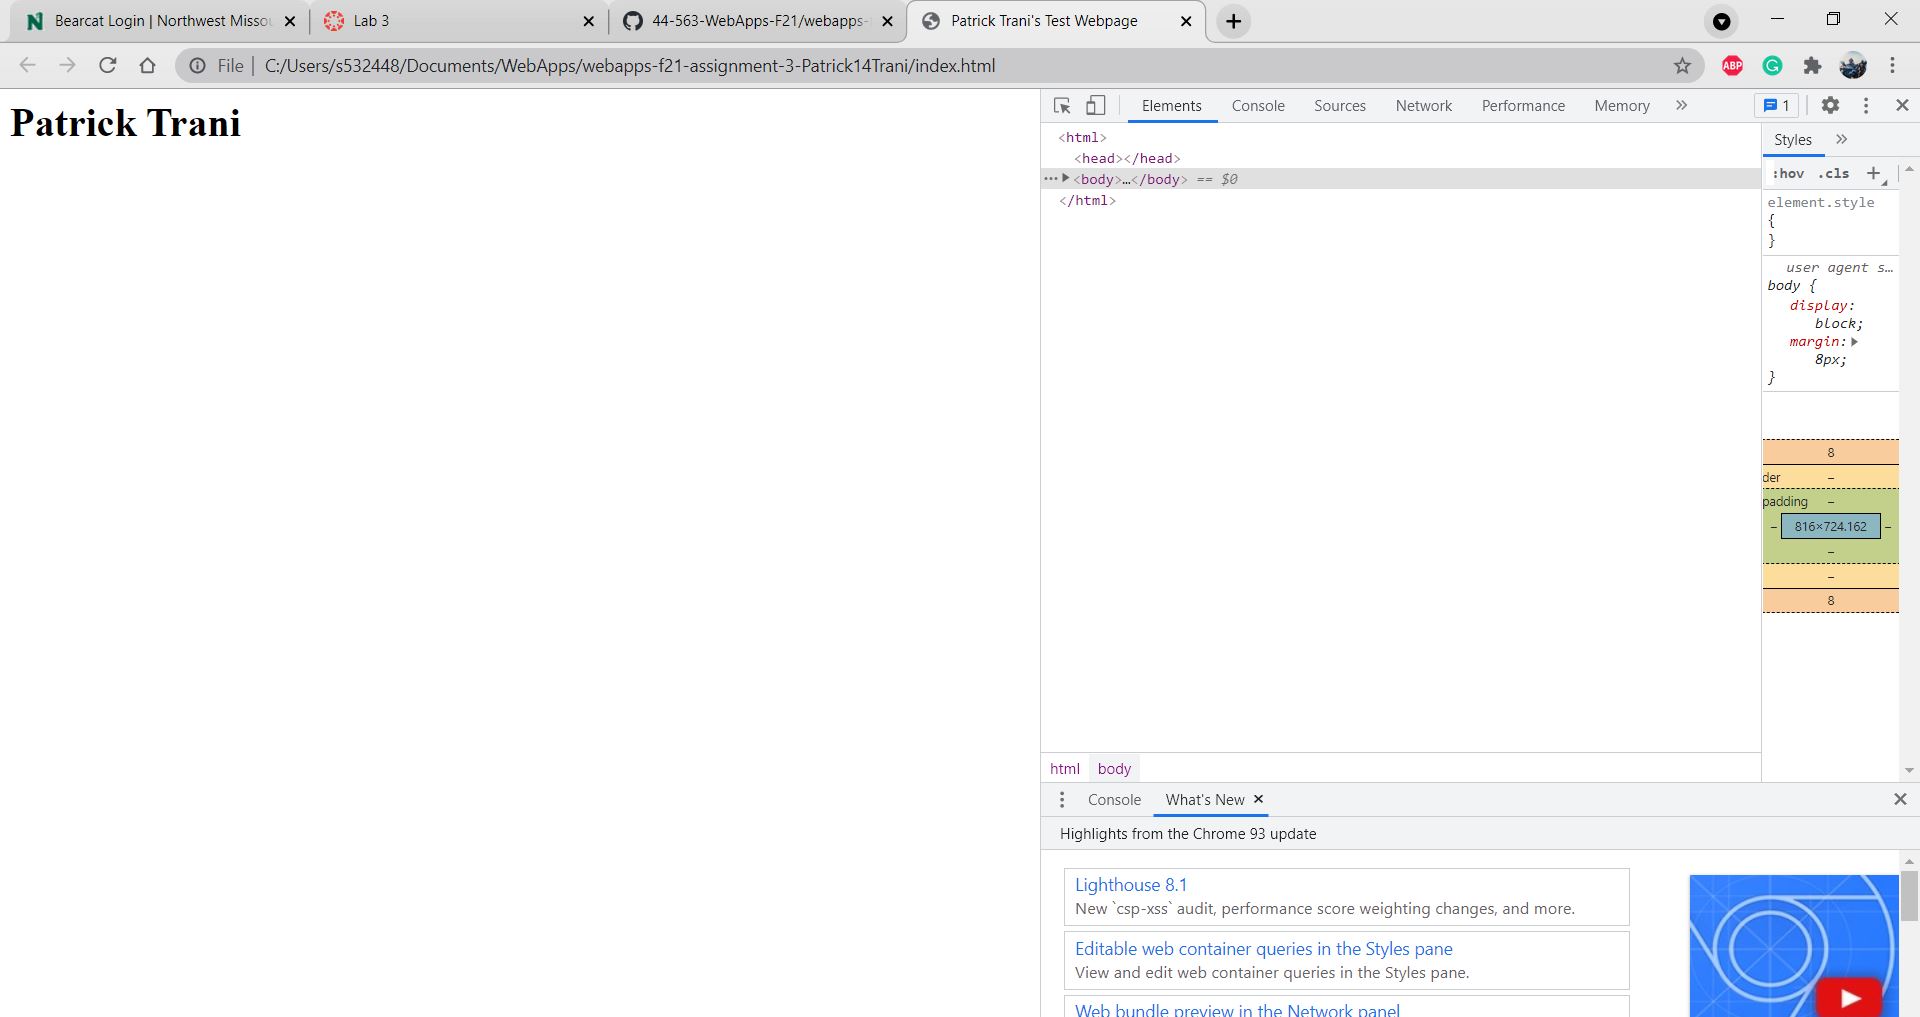 Bearcat Login | Northwest Misso
Lab 3
44-563-WebApps-F21/webapps-
Patrick Trani's Test Webpage
File | C:/Users/s532448/Documents/WebApps/webapps-f21-assignment-3-Patrick14Trani/index.html
ABP
Patrick Trani
Elements Console Sources Network Performance Memory » 1
<html>
<head></head>
<body>…</body> == $0
</html>
Styles »
:hov .cls +
element.style
{
}
user agent s…
body {
display:
block;
margin:
8px;
}
8
der –
padding –
– 816×724.162 –
–
–
8
html body
Console What's New
Highlights from the Chrome 93 update
Lighthouse 8.1
New `csp-xss` audit, performance score weighting changes, and more.
Editable web container queries in the Styles pane
View and edit web container queries in the Styles pane.
Web bundle preview in the Network panel